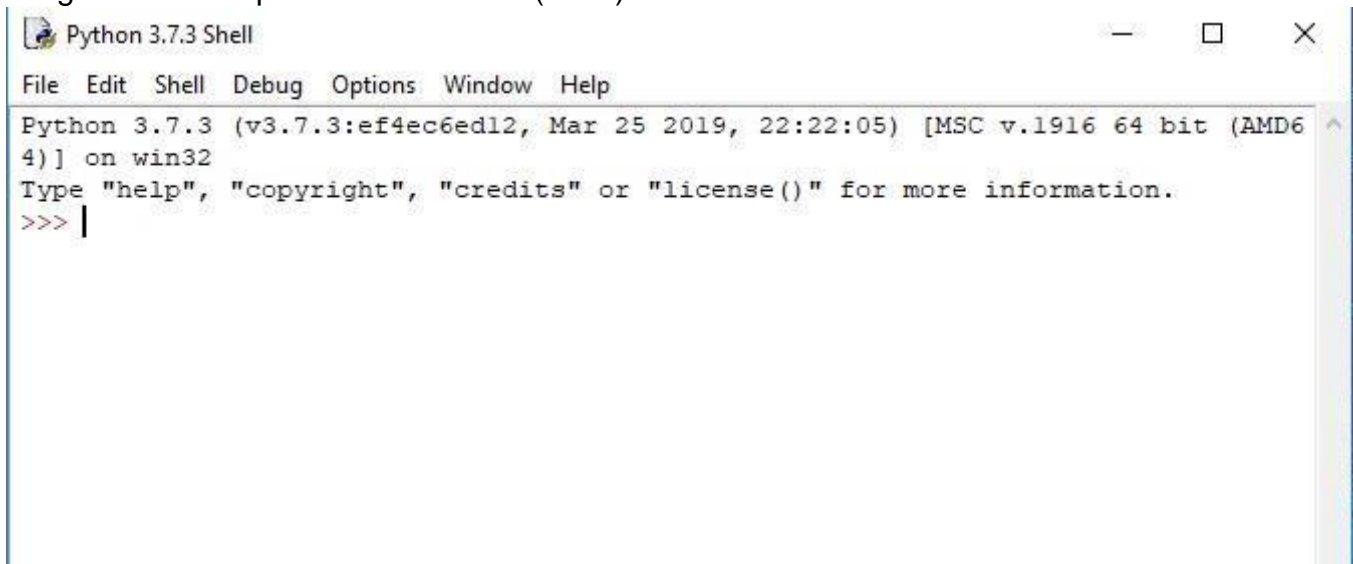 Python 3.7.3 Shell
File Edit Shell Debug Options Window Help
Python 3.7.3 (v3.7.3:ef4ec6ed12, Mar 25 2019, 22:22:05) [MSC v.1916 64 bit (AMD6
4)] on win32
Type "help", "copyright", "credits" or "license()" for more information.
>>>